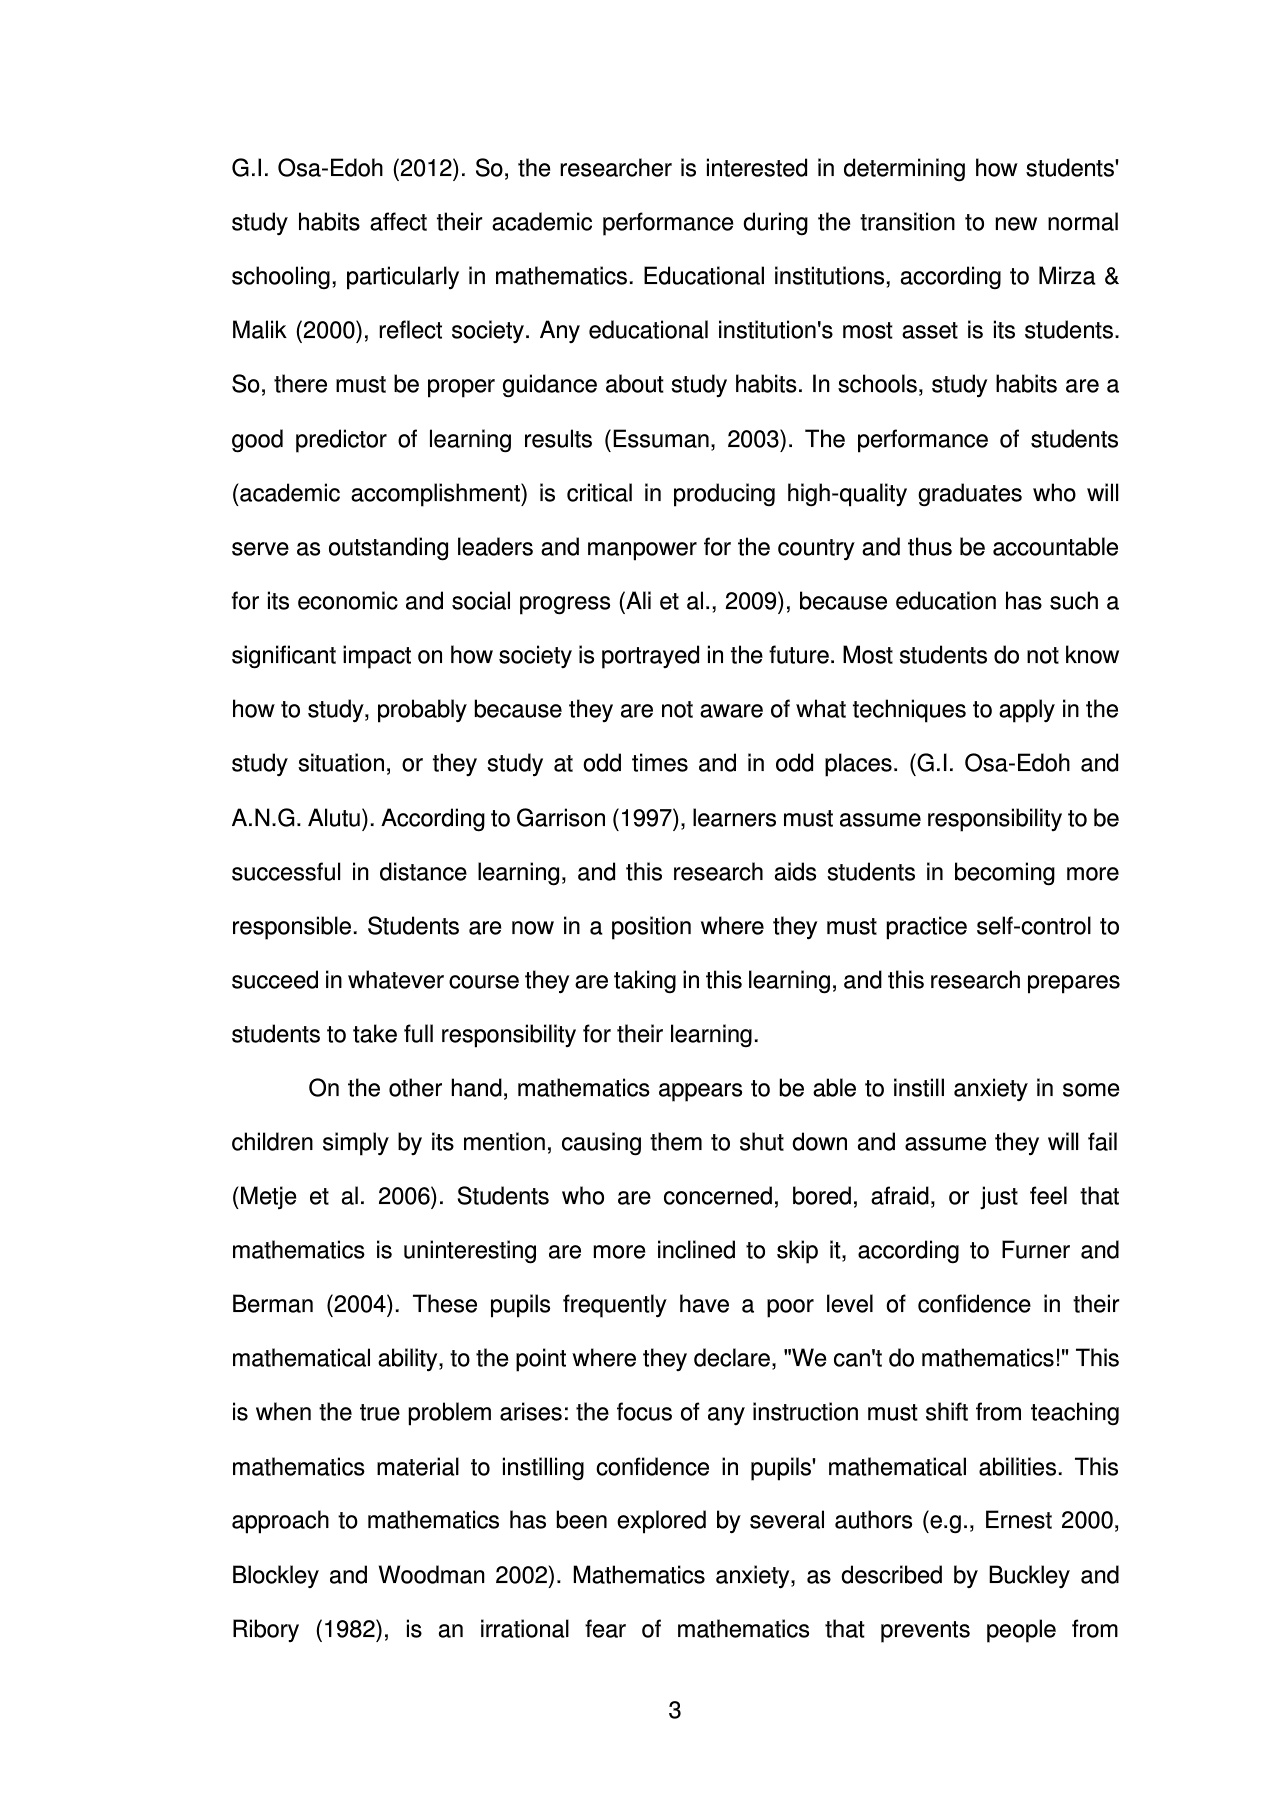 G.I. Osa-Edoh (2012). So, the researcher is interested in determining how students'
study habits affect their academic performance during the transition to new normal
schooling, particularly in mathematics. Educational institutions, according to Mirza &
Malik (2000), reflect society. Any educational institution's most asset is its students.
So, there must be proper guidance about study habits. In schools, study habits are a
good predictor of learning results (Essuman, 2003). The performance of students
(academic accomplishment) is critical in producing high-quality graduates who will
serve as outstanding leaders and manpower for the country and thus be accountable
for its economic and social progress (Ali et al., 2009), because education has such a
significant impact on how society is portrayed in the future. Most students do not know
how to study, probably because they are not aware of what techniques to apply in the
study situation, or they study at odd times and in odd places. (G.I. Osa-Edoh and
A.N.G. Alutu). According to Garrison (1997), learners must assume responsibility to be
successful in distance learning, and this research aids students in becoming more
responsible. Students are now in a position where they must practice self-control to
succeed in whatever course they are taking in this learning, and this research prepares
students to take full responsibility for their learning.
On the other hand, mathematics appears to be able to instill anxiety in some
children simply by its mention, causing them to shut down and assume they will fail
(Metje et al. 2006). Students who are concerned, bored, afraid, or just feel that
mathematics is uninteresting are more inclined to skip it, according to Furner and
Berman (2004). These pupils frequently have a poor level of confidence in their
mathematical ability, to the point where they declare, "We can't do mathematics!" This
is when the true problem arises: the focus of any instruction must shift from teaching
mathematics material to instilling confidence in pupils' mathematical abilities. This
approach to mathematics has been explored by several authors (e.g., Ernest 2000,
Blockley and Woodman 2002). Mathematics anxiety, as described by Buckley and
Ribory (1982), is an irrational fear of mathematics that prevents people from
3